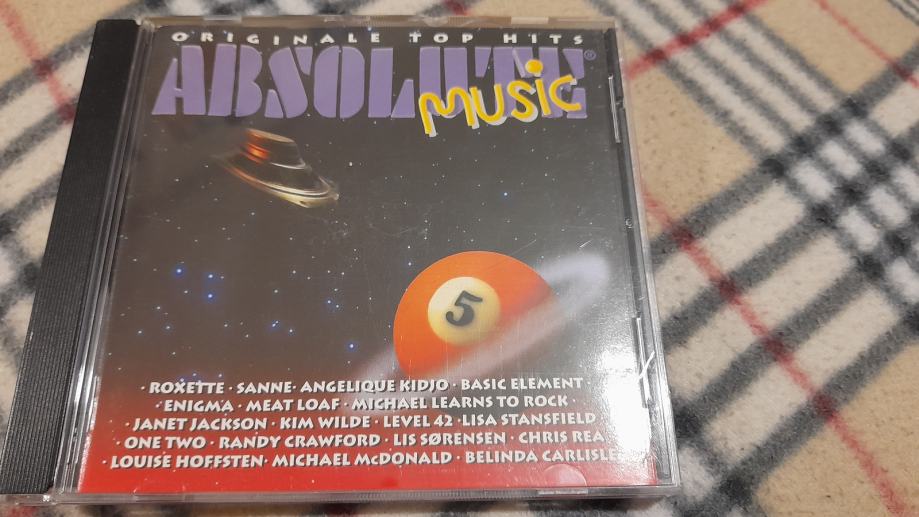 ORIGINALE TOP HITS
ABSOLUTE®
MUSIC
5
· ROXETTE · SANNE · ANGELIQUE KIDJO · BASIC ELEMENT
· ENIGMA · MEAT LOAF · MICHAEL LEARNS TO ROCK ·
· JANET JACKSON · KIM WILDE · LEVEL 42 · LISA STANSFIELD
· ONE TWO · RANDY CRAWFORD · LIS SØRENSEN · CHRIS REA
· LOUISE HOFFSTEN · MICHAEL McDONALD · BELINDA CARLISLE